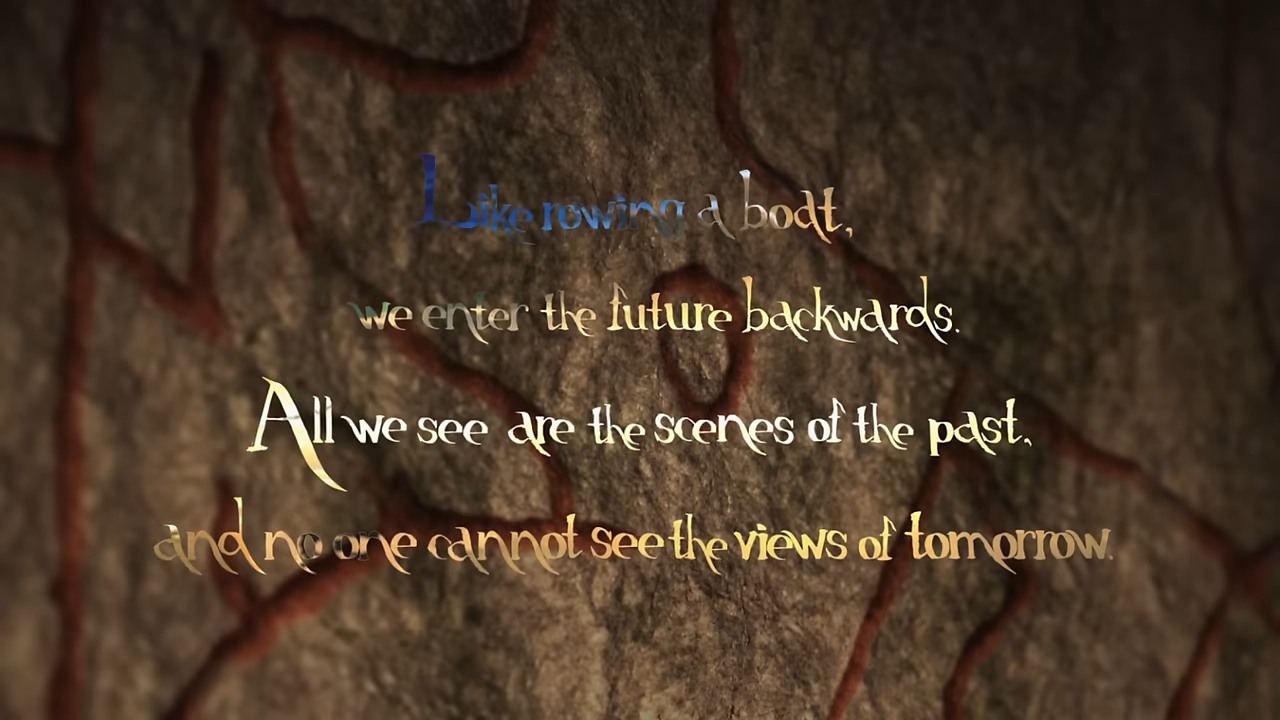 Like rowing a boat,
we enter the future backwards.
All we see are the scenes of the past,
and no one cannot see the views of tomorrow.